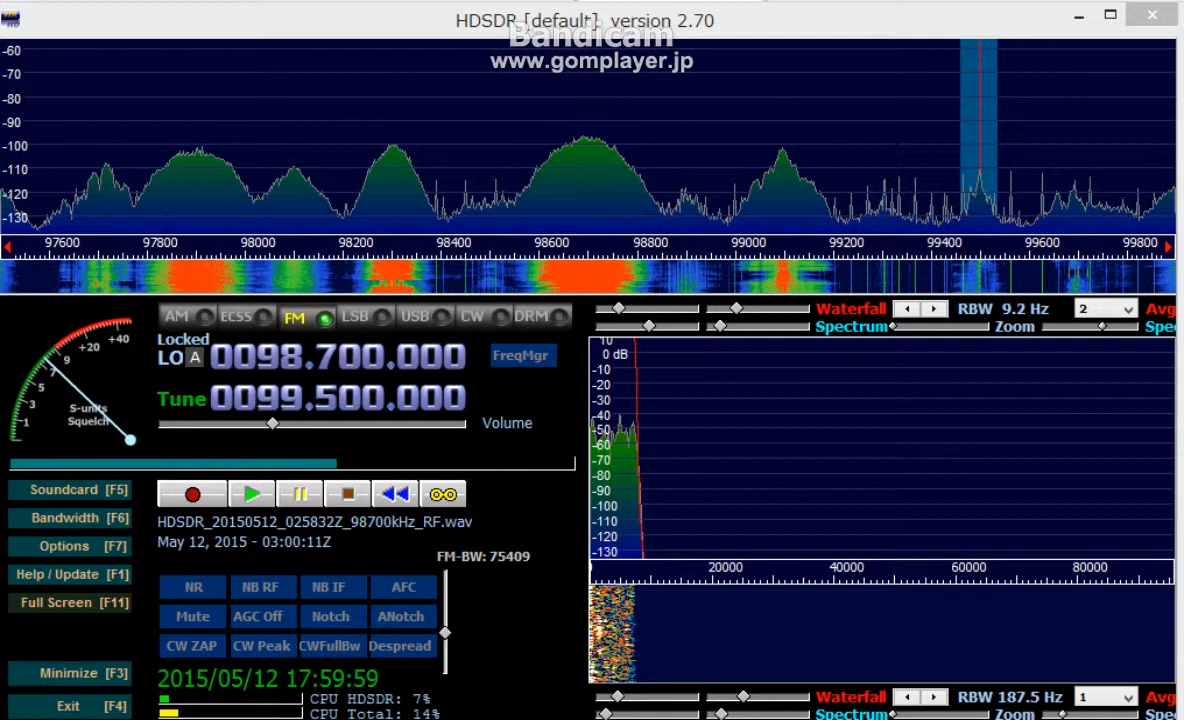 HDSDR [default] version 2.70
Bandicam
www.gomplayer.jp
-60
-70
-80
-90
-100
-110
-120
-130
97600 97800 98000 98200 98400 98600 98800 99000 99200 99400 99600 99800
AM ECSS FM LSB USB CW DRM
Waterfall RBW 9.2 Hz 2 Avg
Spectrum Zoom Spe
Locked
LO A 0098.700.000 FreqMgr
Tune 0099.500.000
Volume
+20 +40
1 3 5 7 9
S-units
Squelch
10
0 dB
-10
-20
-30
-40
-50
-60
-70
-80
-90
-100
-110
-120
-130
0 20000 40000 60000 80000
Soundcard [F5]
Bandwidth [F6]
Options [F7]
Help / Update [F1]
Full Screen [F11]
Minimize [F3]
Exit [F4]
HDSDR_20150512_025832Z_98700kHz_RF.wav
May 12, 2015 - 03:00:11Z
FM-BW: 75409
NR NB RF NB IF AFC
Mute AGC Off Notch ANotch
CW ZAP CW Peak CWFullBw Despread
2015/05/12 17:59:59
CPU HDSDR: 7%
CPU Total: 14%
Waterfall RBW 187.5 Hz 1 Avg
Spectrum Zoom Spe